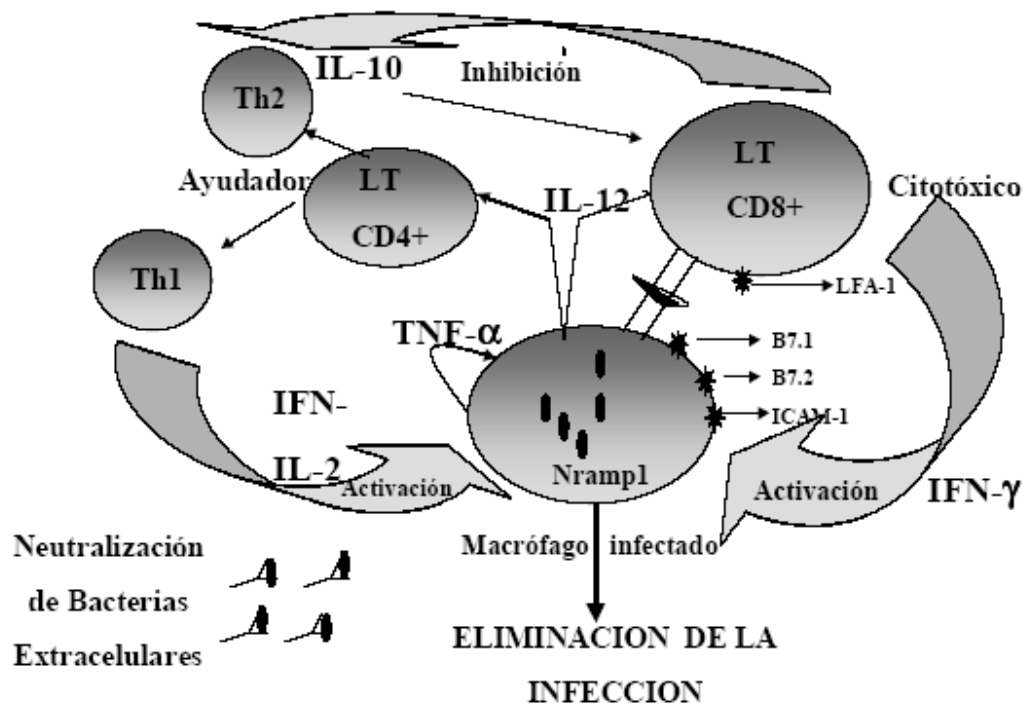 IL-10
Inhibición
Th2
LT
CD8+
Ayudador
LT
CD4+
IL-12
Citotóxico
Th1
LFA-1
TNF-α
B7.1
B7.2
ICAM-1
IFN-
IL-2
Activación
Nramp1
Activación
IFN-γ
Macrófago infectado
Neutralización
de Bacterias
Extracelulares
ELIMINACION DE LA
INFECCION